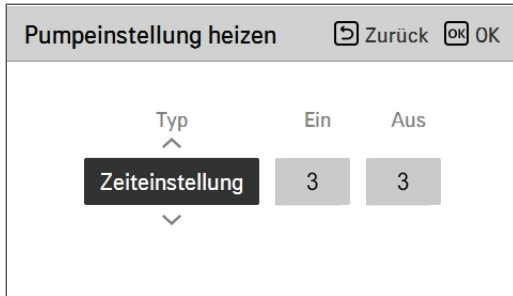 Pumpeinstellung heizen Zurück OK OK
Typ Ein Aus
Zeiteinstellung 3 3